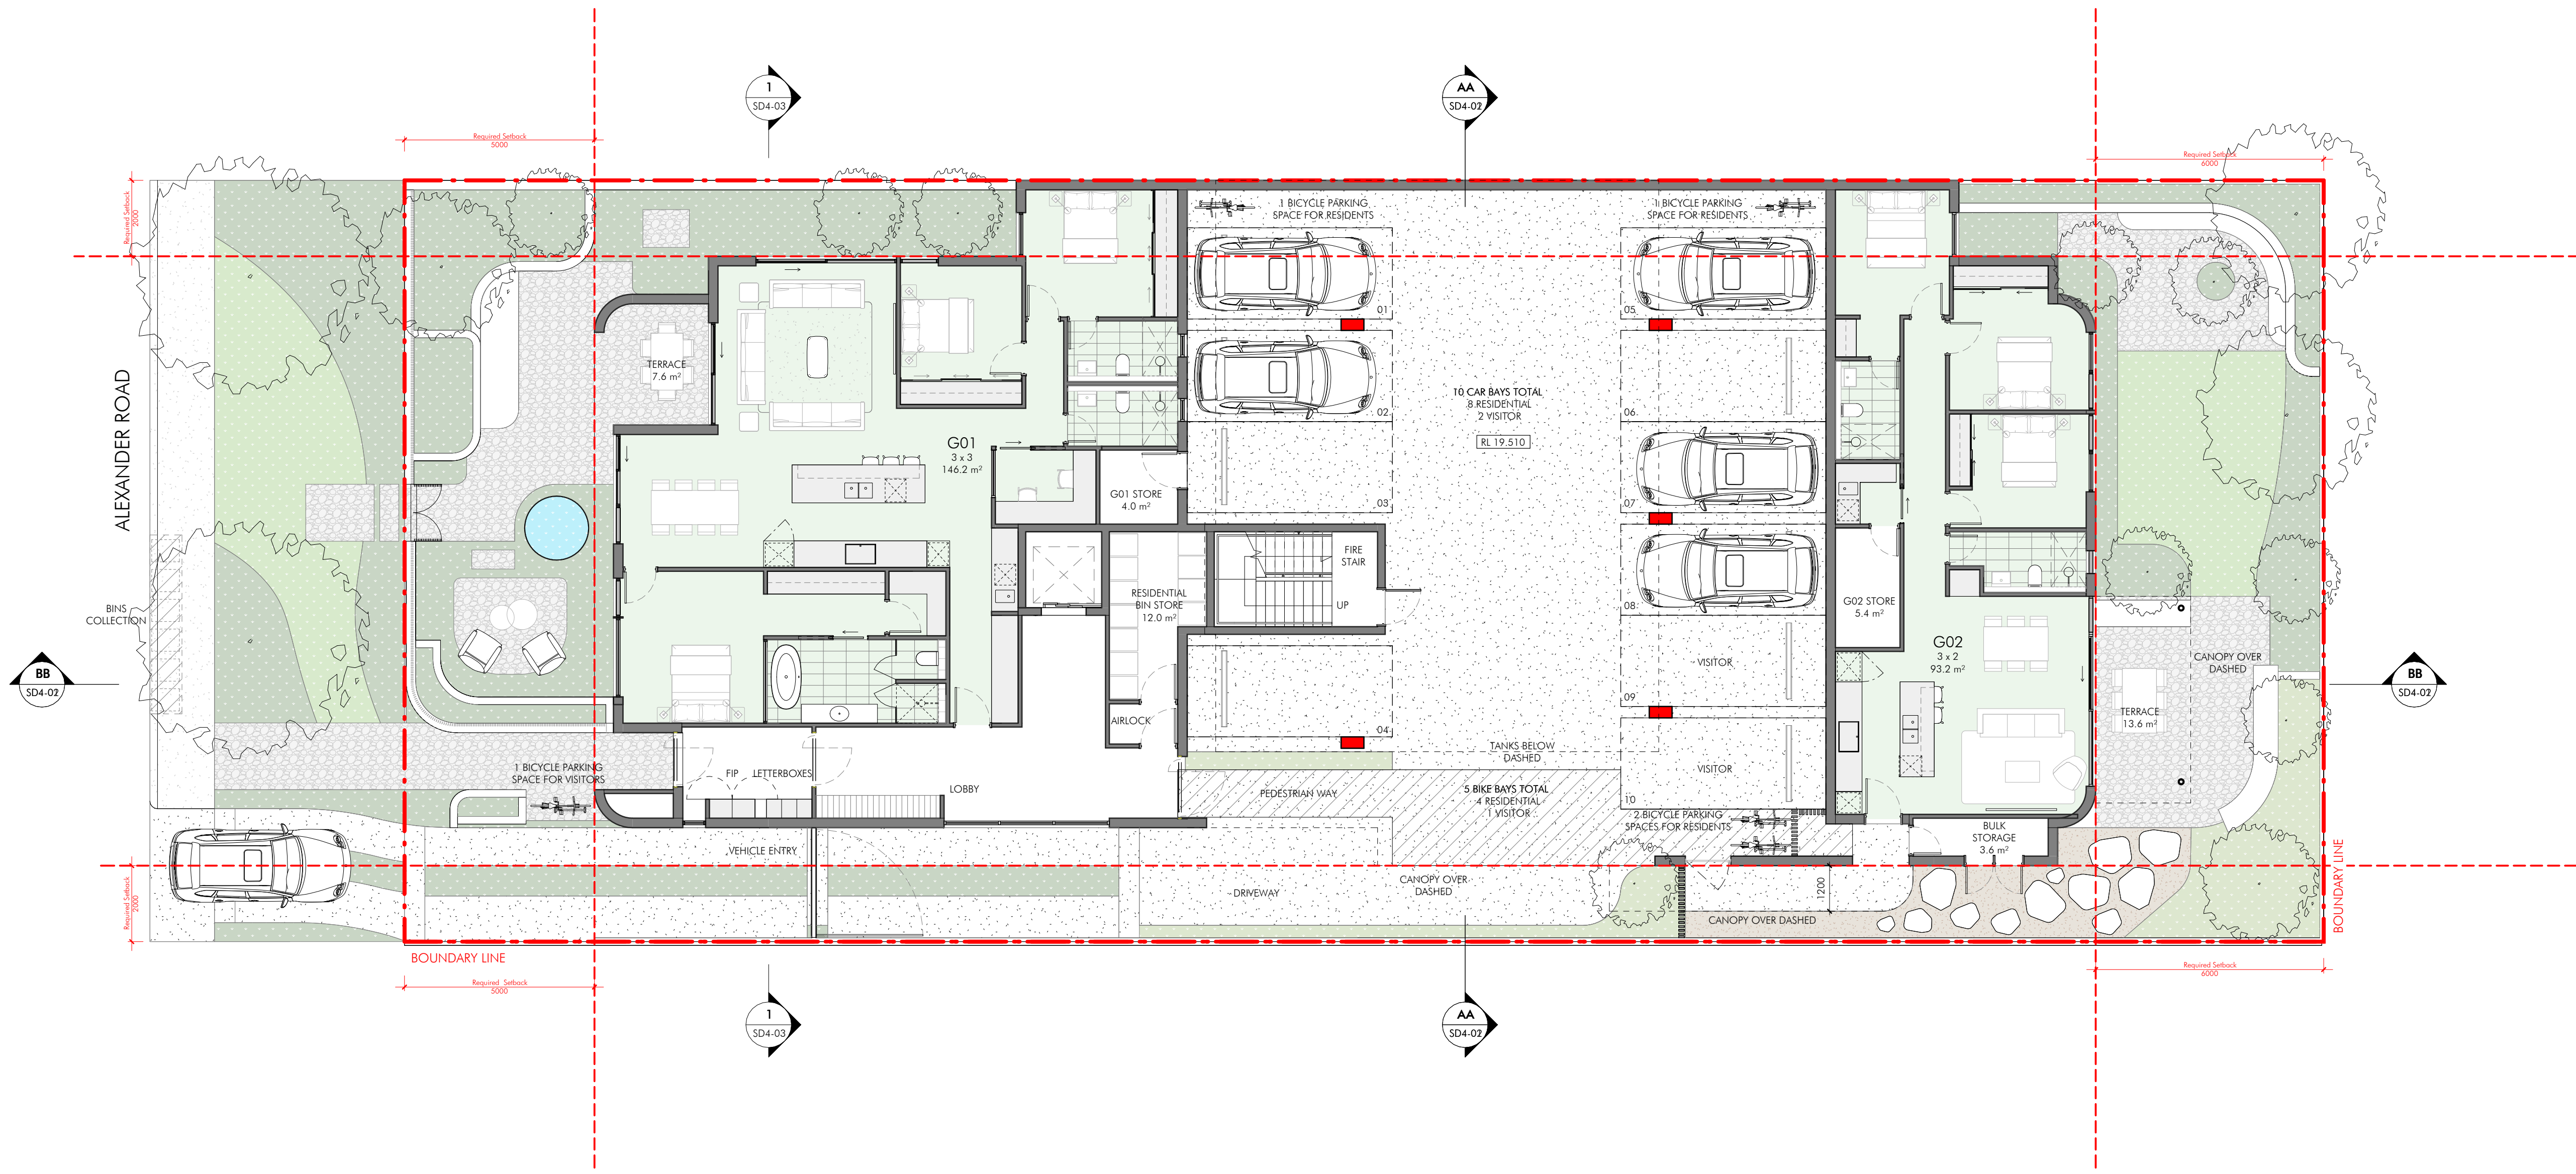 1
SD4-03
AA
SD4-02
Required Setback
5000
Required Setback
6000
Required Setback
2000
1 BICYCLE PARKING
SPACE FOR RESIDENTS
1 BICYCLE PARKING
SPACE FOR RESIDENTS
01
05
TERRACE
7.6 m²
ALEXANDER ROAD
02
10 CAR BAYS TOTAL
8 RESIDENTIAL
2 VISITOR
06
RL 19.510
G01
3 x 3
146.2 m²
G01 STORE
4.0 m²
03
07
FIRE
STAIR
UP
RESIDENTIAL
BIN STORE
12.0 m²
08
G02 STORE
5.4 m²
BINS
COLLECTION
G02
3 x 2
93.2 m²
VISITOR
CANOPY OVER
DASHED
BB
SD4-02
BB
SD4-02
09
TERRACE
13.6 m²
AIRLOCK
04
TANKS BELOW
DASHED
VISITOR
1 BICYCLE PARKING
SPACE FOR VISITORS
FIP
LETTERBOXES
LOBBY
PEDESTRIAN WAY
5 BIKE BAYS TOTAL
4 RESIDENTIAL
1 VISITOR
10
2 BICYCLE PARKING
SPACES FOR RESIDENTS
BULK
STORAGE
3.6 m²
VEHICLE ENTRY
DRIVEWAY
CANOPY OVER
DASHED
1200
CANOPY OVER DASHED
Required Setback
2000
BOUNDARY LINE
BOUNDARY LINE
Required Setback
5000
Required Setback
6000
1
SD4-03
AA
SD4-02